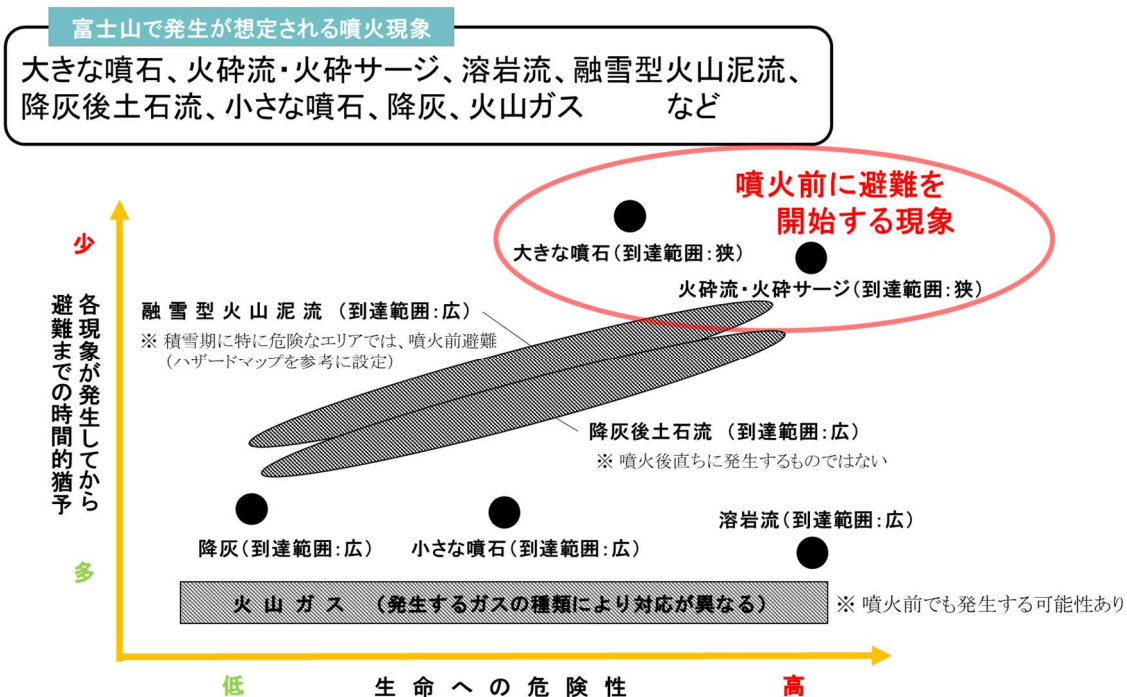 富士山で発生が想定される噴火現象
大きな噴石、火砕流・火砕サージ、溶岩流、融雪型火山泥流、
降灰後土石流、小さな噴石、降灰、火山ガス　　など
噴火前に避難を
開始する現象
少
大きな噴石(到達範囲:狭)
火砕流・火砕サージ(到達範囲:狭)
融雪型火山泥流 (到達範囲:広)
※ 積雪期に特に危険なエリアでは、噴火前避難
(ハザードマップを参考に設定)
各現象が発生してから
避難までの時間的猶予
降灰後土石流 (到達範囲:広)
※ 噴火後直ちに発生するものではない
溶岩流(到達範囲:広)
降灰(到達範囲:広)
小さな噴石(到達範囲:広)
多
火山ガス (発生するガスの種類により対応が異なる)
※ 噴火前でも発生する可能性あり
低
生命への危険性
高